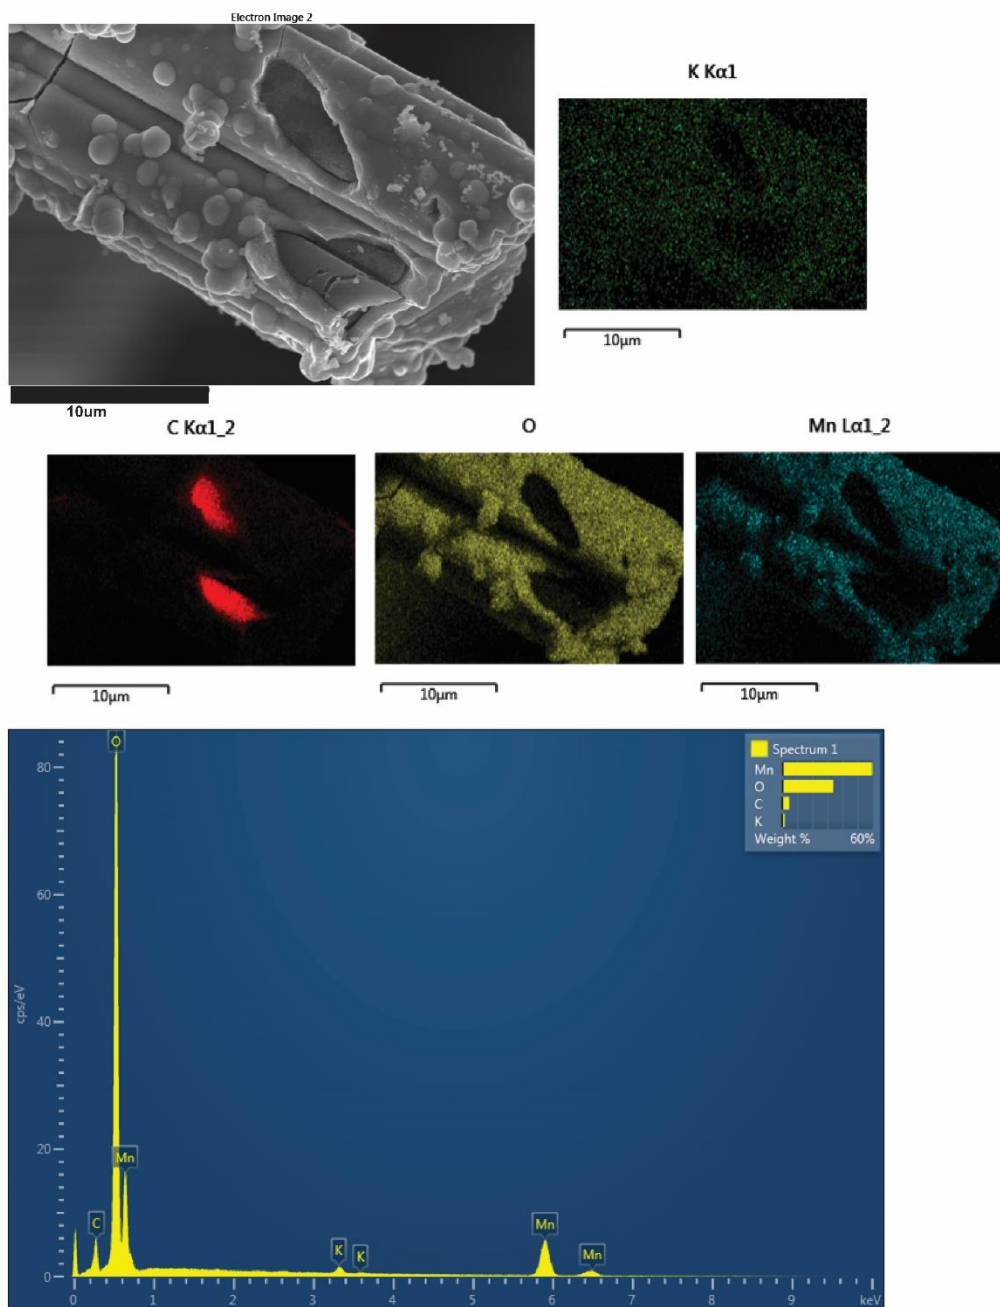 Electron Image 2
K Kα1
10µm
10um
C Kα1_2
O
Mn Lα1_2
10µm
10µm
10µm
O
Spectrum 1
Mn
O
C
K
Weight % 60%
80
60
40
20
0
cps/eV
Mn
C
K
K
Mn
Mn
0 1 2 3 4 5 6 7 8 9 keV